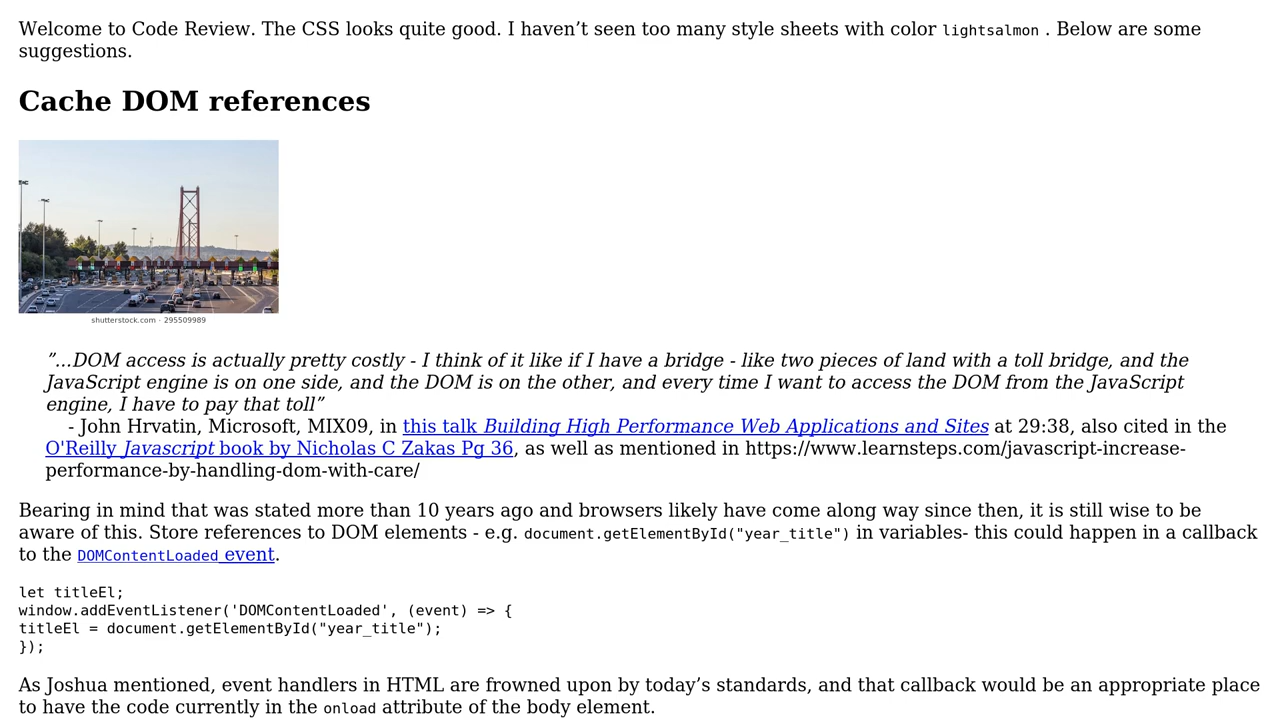 Welcome to Code Review. The CSS looks quite good. I haven’t seen too many style sheets with color lightsalmon . Below are some
suggestions.
Cache DOM references
shutterstock.com · 295509989
”...DOM access is actually pretty costly - I think of it like if I have a bridge - like two pieces of land with a toll bridge, and the
JavaScript engine is on one side, and the DOM is on the other, and every time I want to access the DOM from the JavaScript
engine, I have to pay that toll”
- John Hrvatin, Microsoft, MIX09, in this talk Building High Performance Web Applications and Sites at 29:38, also cited in the
O'Reilly Javascript book by Nicholas C Zakas Pg 36, as well as mentioned in https://www.learnsteps.com/javascript-increase-
performance-by-handling-dom-with-care/
Bearing in mind that was stated more than 10 years ago and browsers likely have come along way since then, it is still wise to be
aware of this. Store references to DOM elements - e.g. document.getElementById("year_title") in variables- this could happen in a callback
to the DOMContentLoaded event.
let titleEl;
window.addEventListener('DOMContentLoaded', (event) => {
titleEl = document.getElementById("year_title");
});
As Joshua mentioned, event handlers in HTML are frowned upon by today’s standards, and that callback would be an appropriate place
to have the code currently in the onload attribute of the body element.